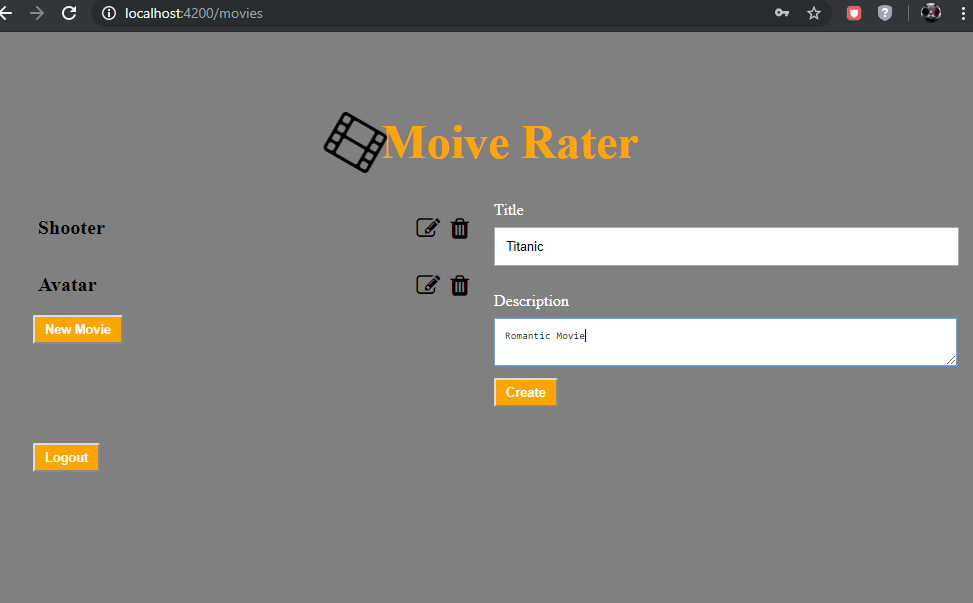 localhost:4200/movies
Moive Rater
Shooter
Avatar
New Movie
Logout
Title
Titanic
Description
Romantic Movie
Create